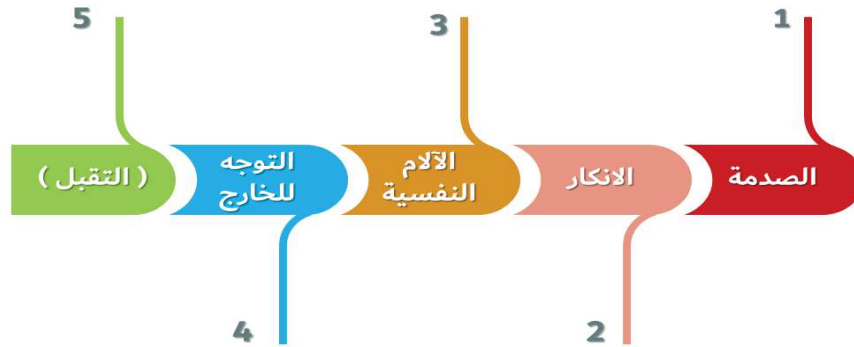 1
الصدمة
2
الانكار
3
الآلام
النفسية
4
التوجه
للخارج
5
( التقبل )